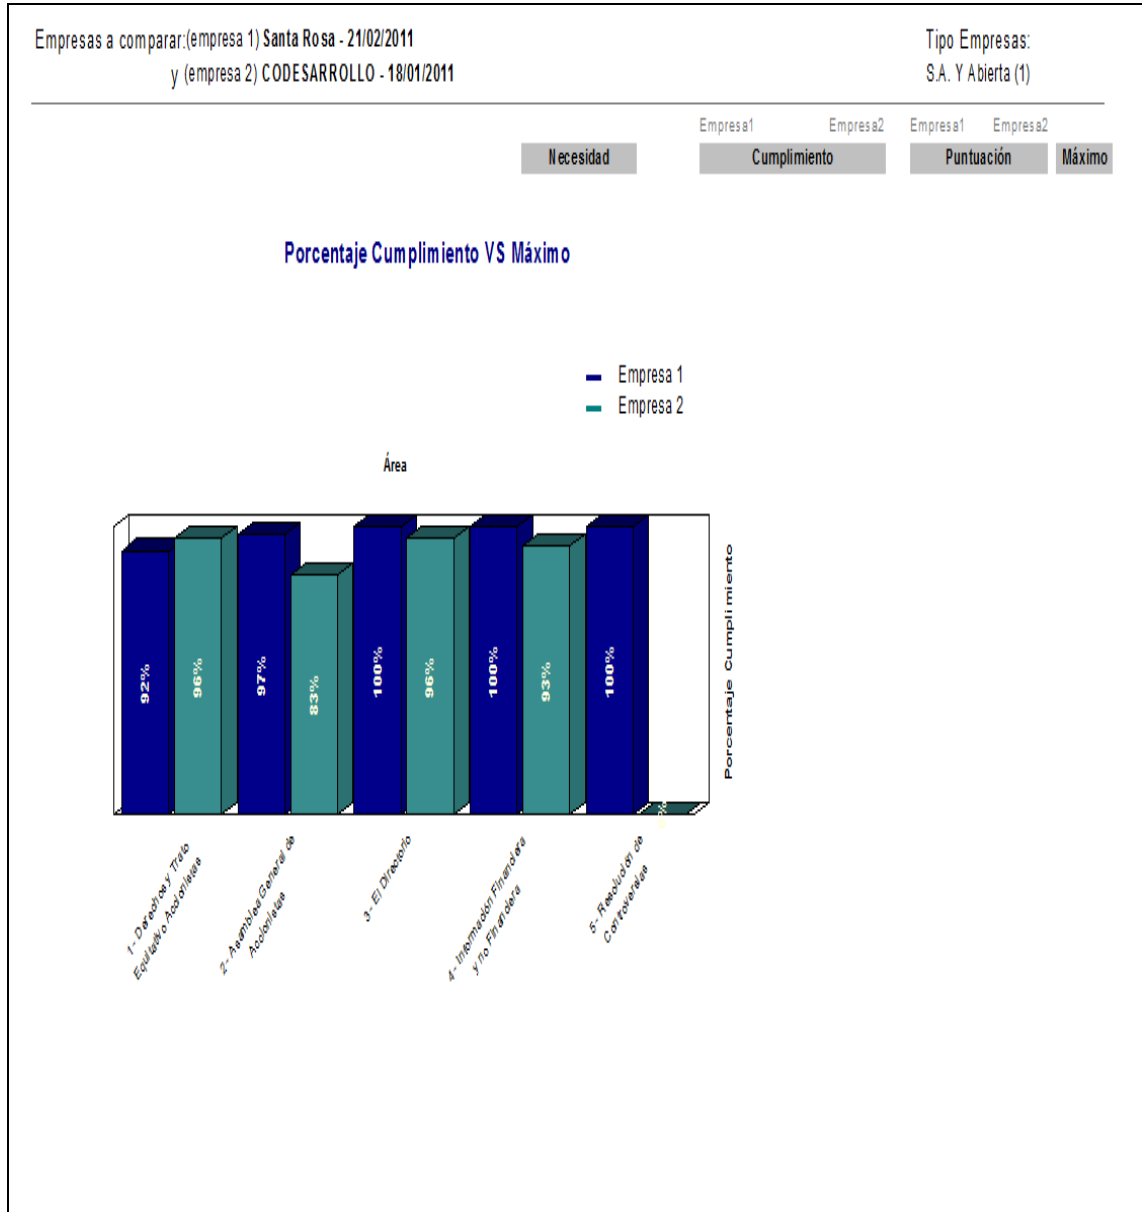 Empresas a comparar:(empresa 1) Santa Rosa - 21/02/2011
y (empresa 2) CODESARROLLO - 18/01/2011
Tipo Empresas:
S.A. Y Abierta (1)
Empresa1 Empresa2 Empresa1 Empresa2
Necesidad Cumplimiento Puntuación Máximo
Porcentaje Cumplimiento VS Máximo
Empresa 1
Empresa 2
Área
92% 96% 97% 83% 100% 96% 100% 93% 100%
Porcentaje Cumplimiento
1- Derechos y Trato
Equitativo Accionistas
2- Asamblea General de
Accionistas
3- El Directorio
4- Información Financiera
y no Financiera
5- Resolución de
Controversias